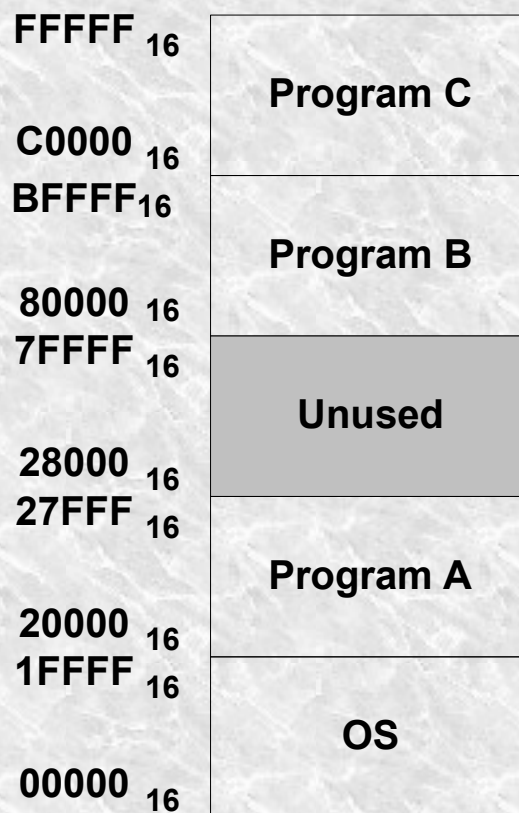 FFFFF 16
Program C
C0000 16
BFFFF16
Program B
80000 16
7FFFF 16
Unused
28000 16
27FFF 16
Program A
20000 16
1FFFF 16
OS
00000 16